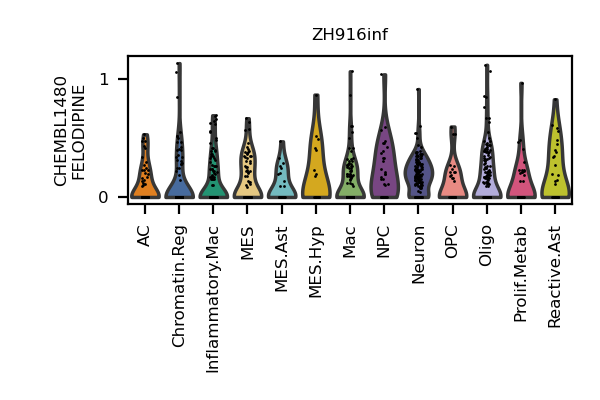 ZH916inf
CHEMBL1480
FELODIPINE
1
0
AC
Chromatin.Reg
Inflammatory.Mac
MES
MES.Ast
MES.Hyp
Mac
NPC
Neuron
OPC
Oligo
Prolif.Metab
Reactive.Ast